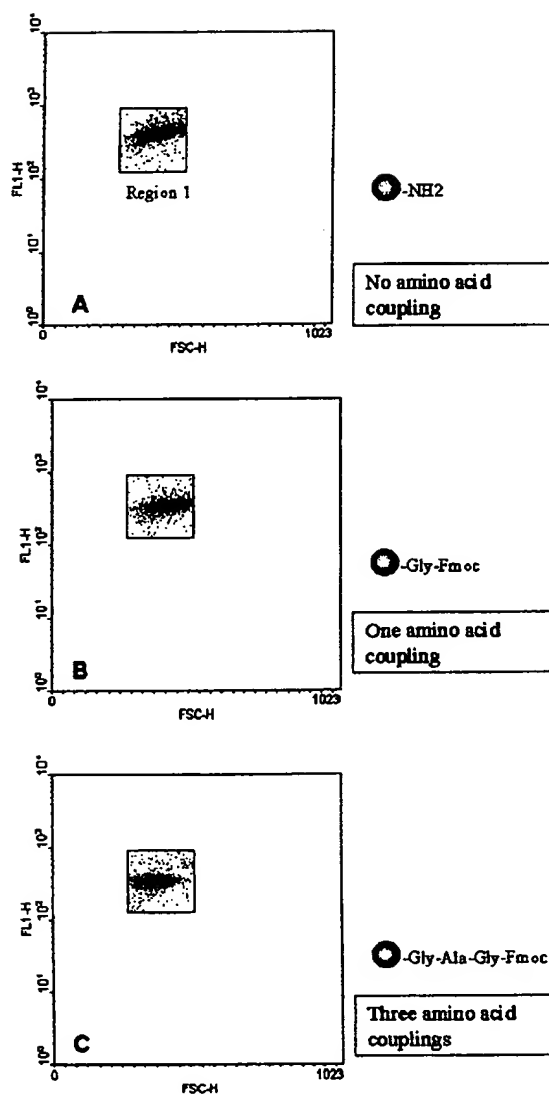 10⁴
10³
10²
10¹
10⁰
FL1-H
Region 1
A
0
1023
FSC-H
-NH2
No amino acid
coupling
10⁴
10³
10²
10¹
10⁰
FL1-H
B
0
1023
FSC-H
-Gly-Fmoc
One amino acid
coupling
10⁴
10³
10²
10¹
10⁰
FL1-H
C
0
1023
FSC-H
-Gly-Ala-Gly-Fmoc
Three amino acid
couplings